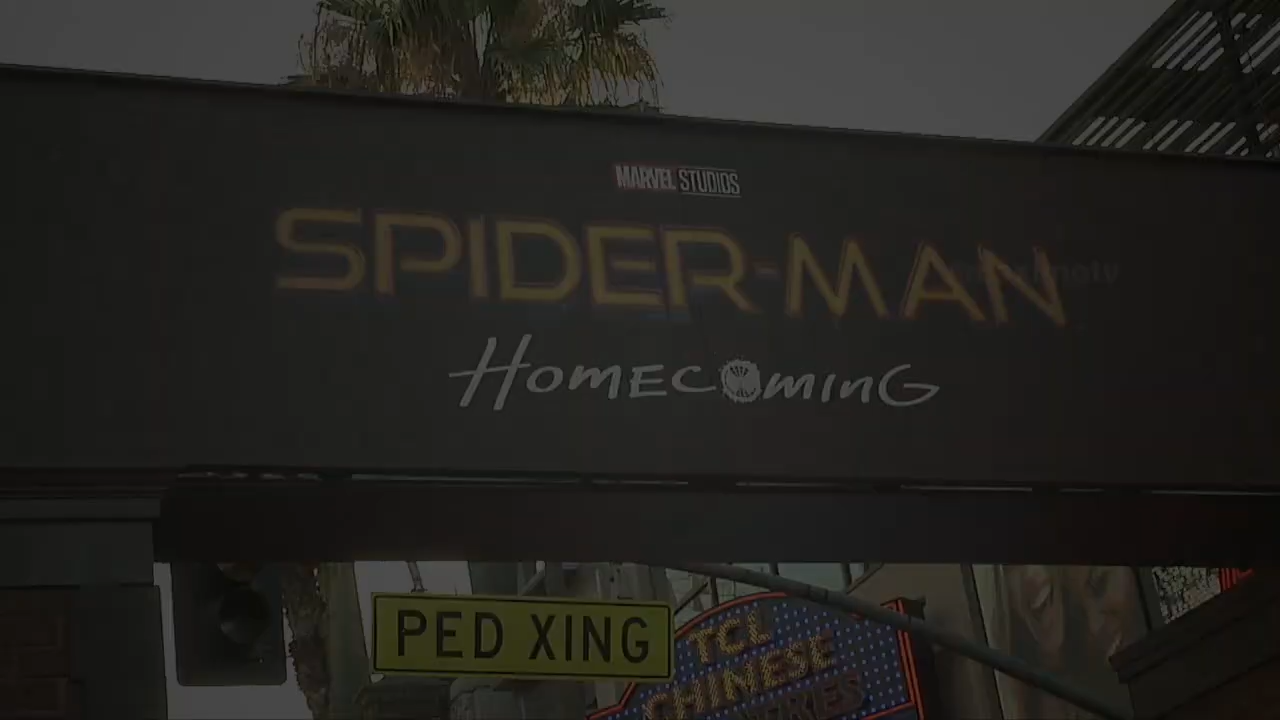 MARVEL STUDIOS
SPIDER-MAN
HOMECOMING
PED XING
TCL
CHINESE